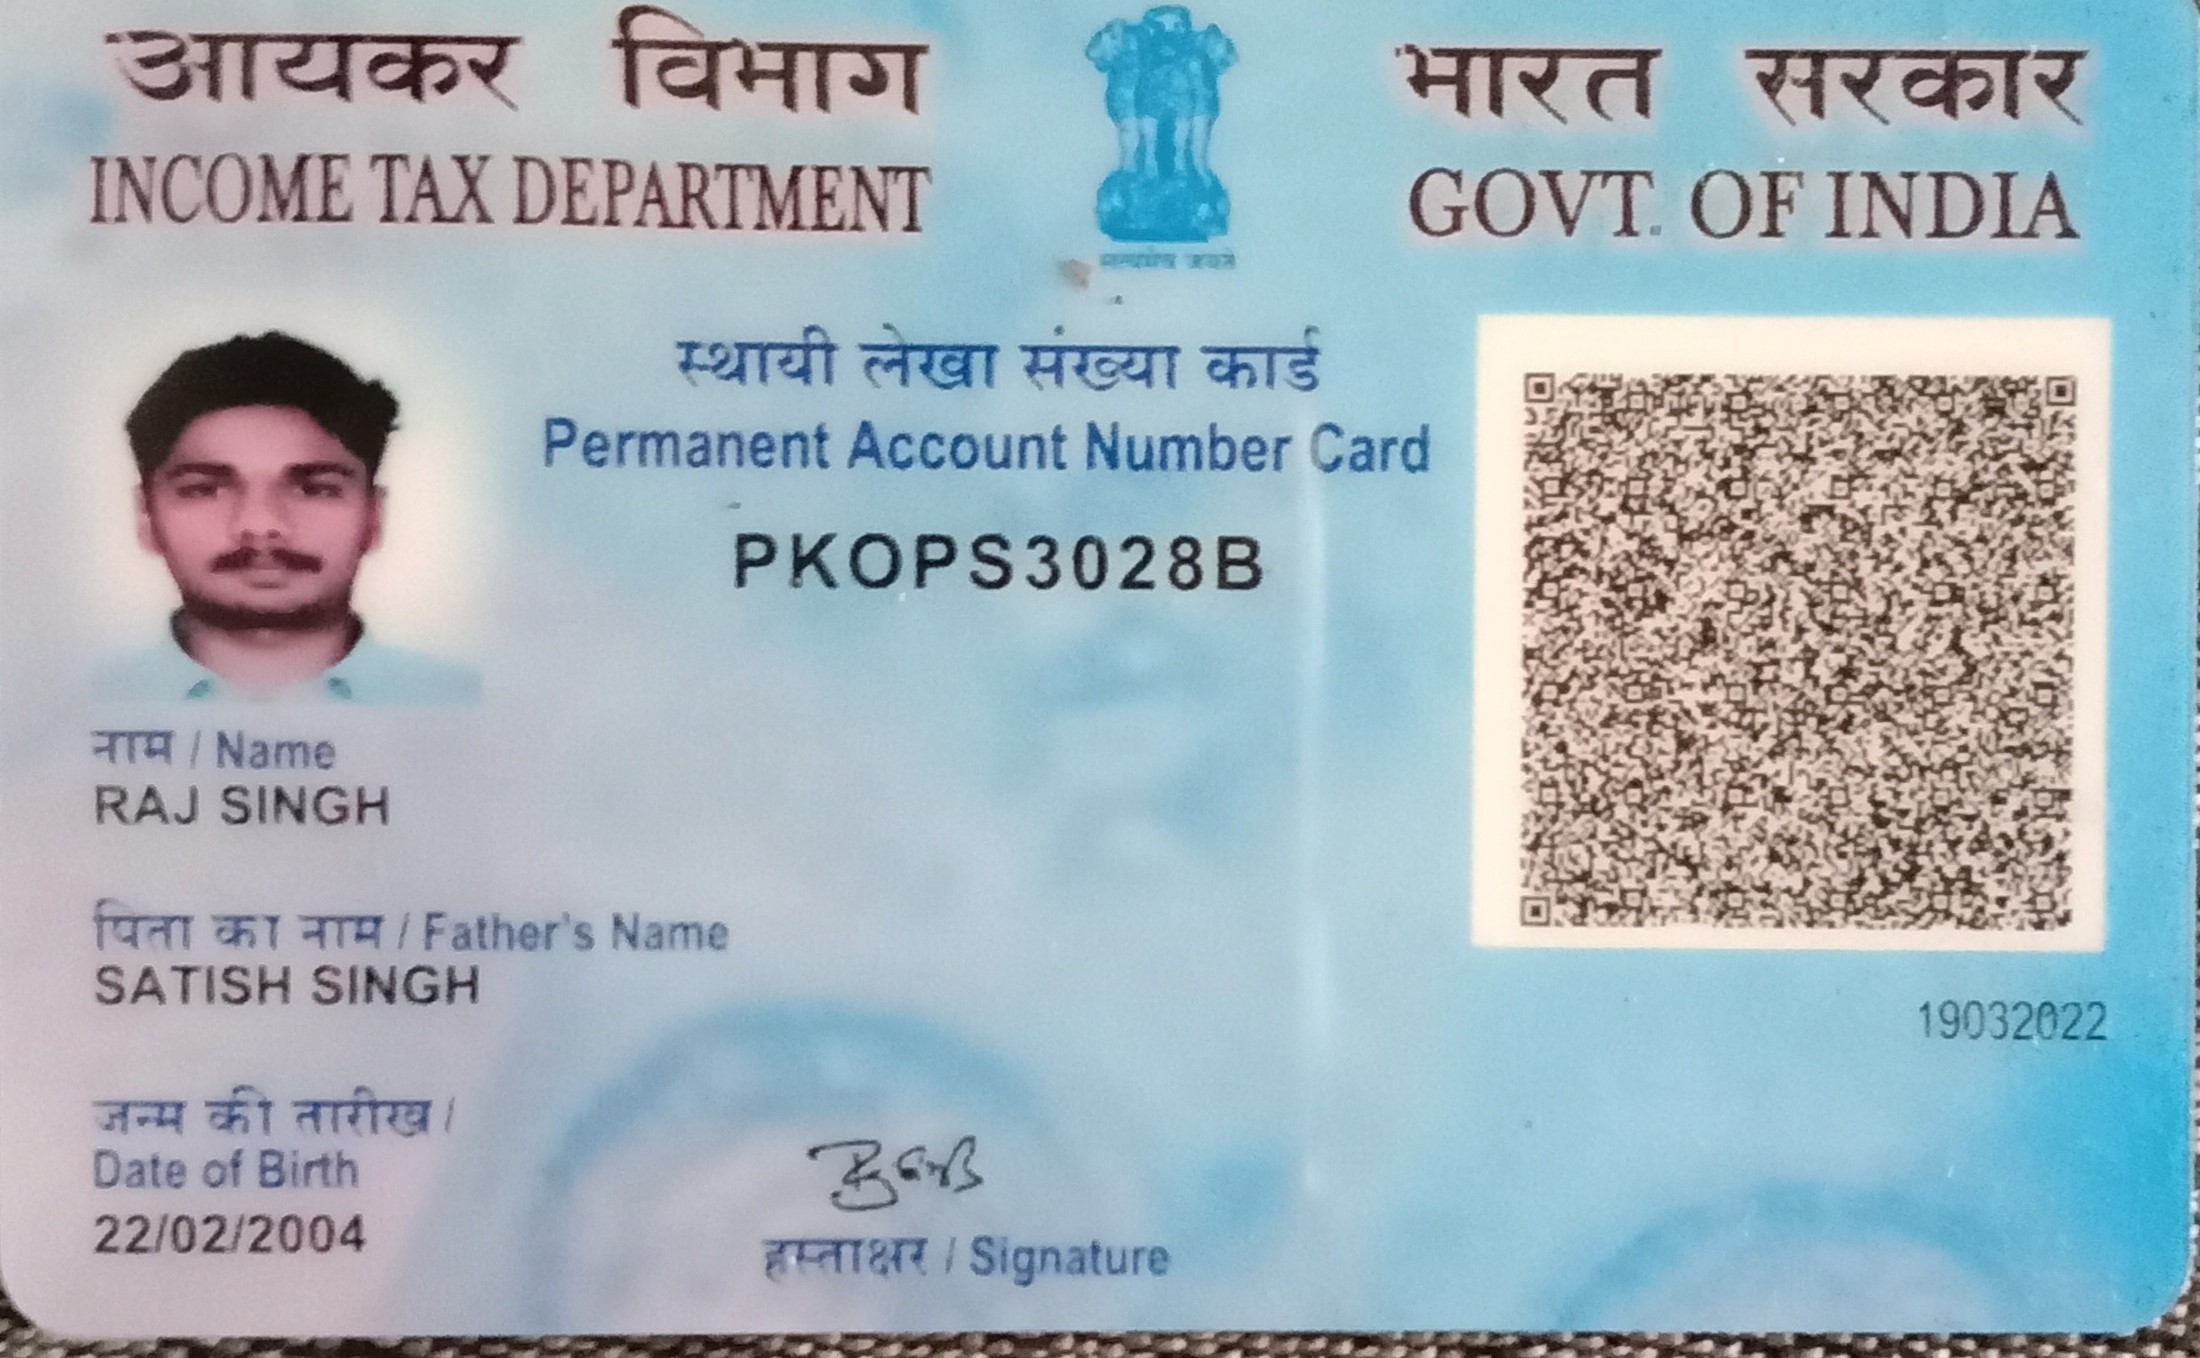 आयकर विभाग
INCOME TAX DEPARTMENT
भारत सरकार
GOVT. OF INDIA
सत्यमेव जयते
स्थायी लेखा संख्या कार्ड
Permanent Account Number Card
PKOPS3028B
नाम / Name
RAJ SINGH
पिता का नाम / Father's Name
SATISH SINGH
19032022
जन्म की तारीख /
Date of Birth
22/02/2004
हस्ताक्षर / Signature